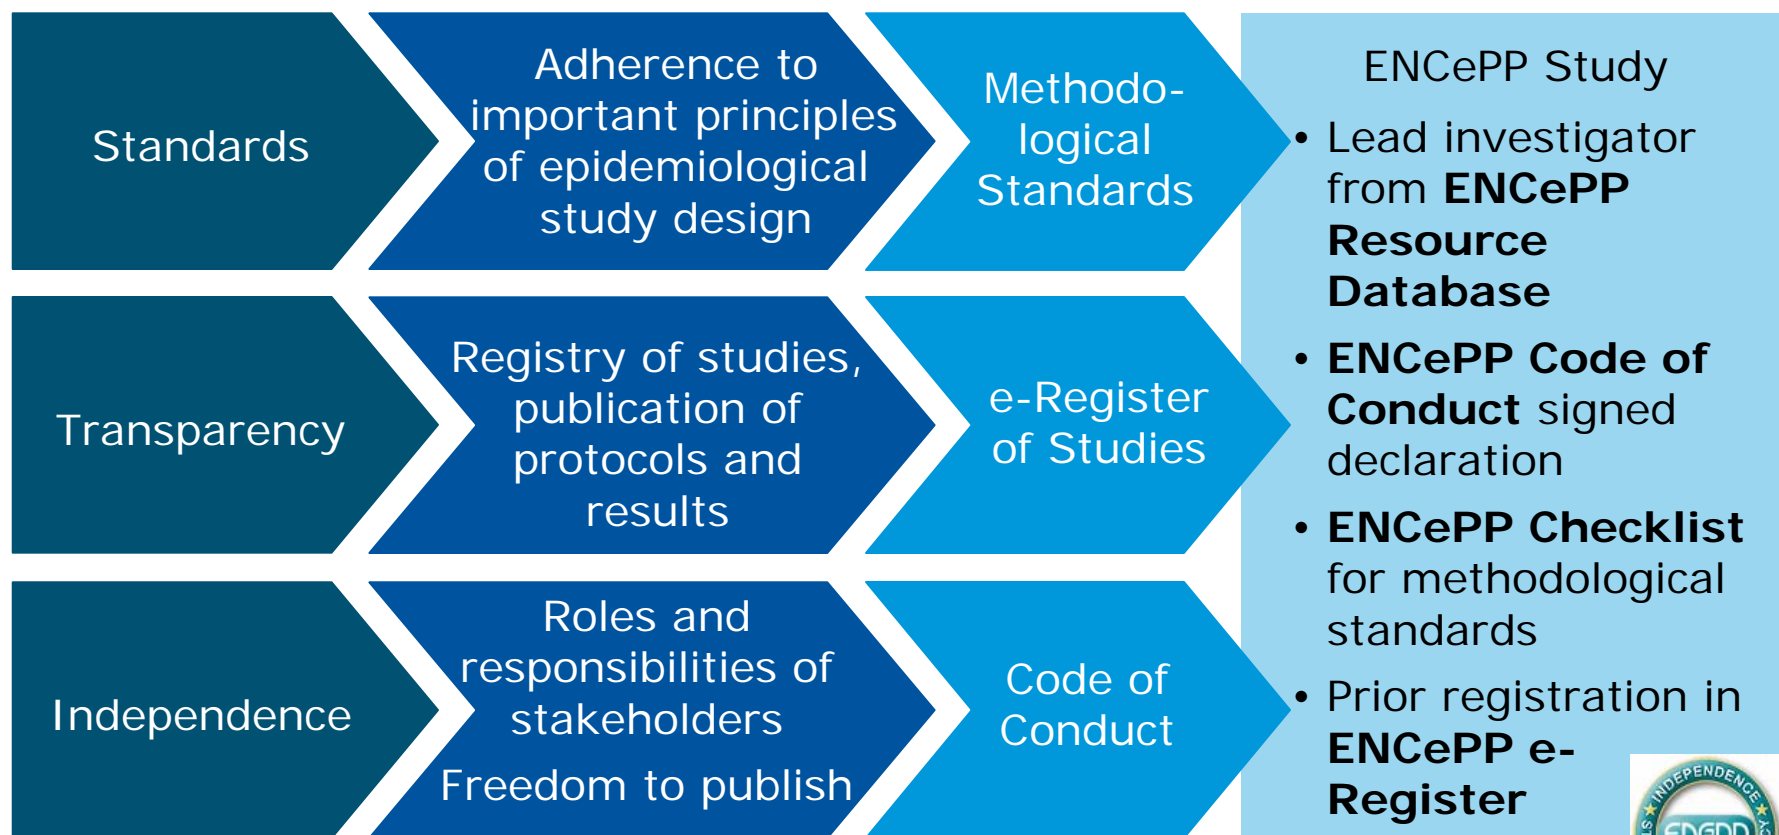 Standards
Adherence to
important principles
of epidemiological
study design
Methodo-
logical
Standards
Transparency
Registry of studies,
publication of
protocols and
results
e-Register
of Studies
Independence
Roles and
responsibilities of
stakeholders
Freedom to publish
Code of
Conduct
ENCePP Study
• Lead investigator
from ENCePP
Resource
Database
• ENCePP Code of
Conduct signed
declaration
• ENCePP Checklist
for methodological
standards
• Prior registration in
ENCePP e-
Register
INDEPENDENCE